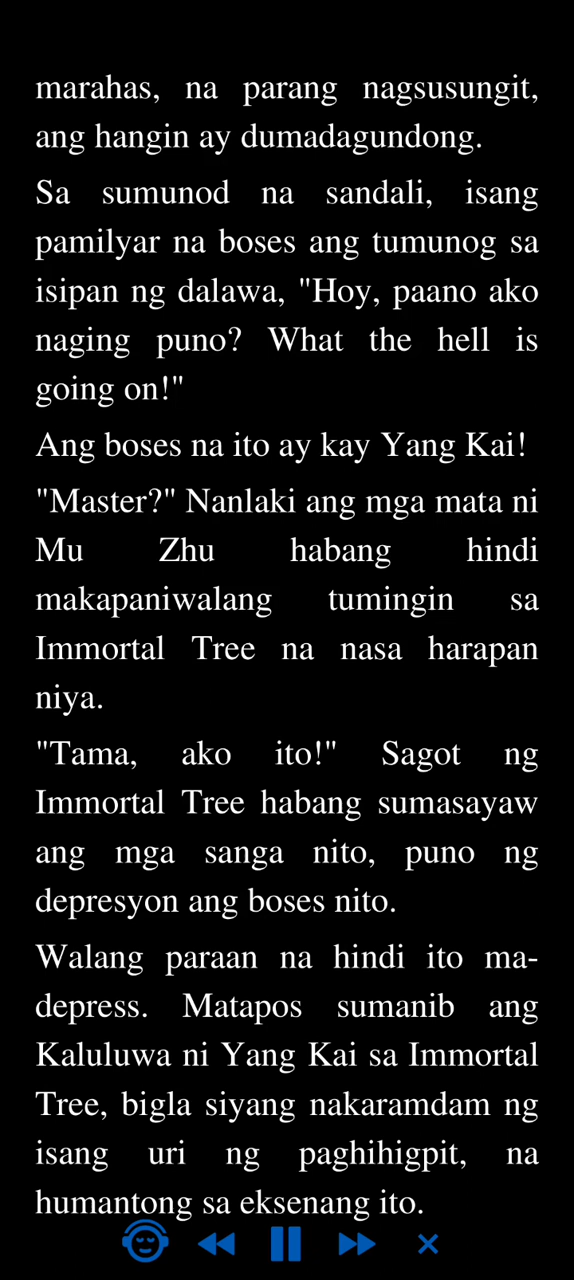 marahas, na parang nagsusungit,
ang hangin ay dumadagundong.
Sa sumunod na sandali, isang
pamilyar na boses ang tumunog sa
isipan ng dalawa, "Hoy, paano ako
naging puno? What the hell is
going on!"
Ang boses na ito ay kay Yang Kai!
"Master?" Nanlaki ang mga mata ni
Mu Zhu habang hindi
makapaniwalang tumingin sa
Immortal Tree na nasa harapan
niya.
"Tama, ako ito!" Sagot ng
Immortal Tree habang sumasayaw
ang mga sanga nito, puno ng
depresyon ang boses nito.
Walang paraan na hindi ito ma-
depress. Matapos sumanib ang
Kaluluwa ni Yang Kai sa Immortal
Tree, bigla siyang nakaramdam ng
isang uri ng paghihigpit, na
humantong sa eksenang ito.